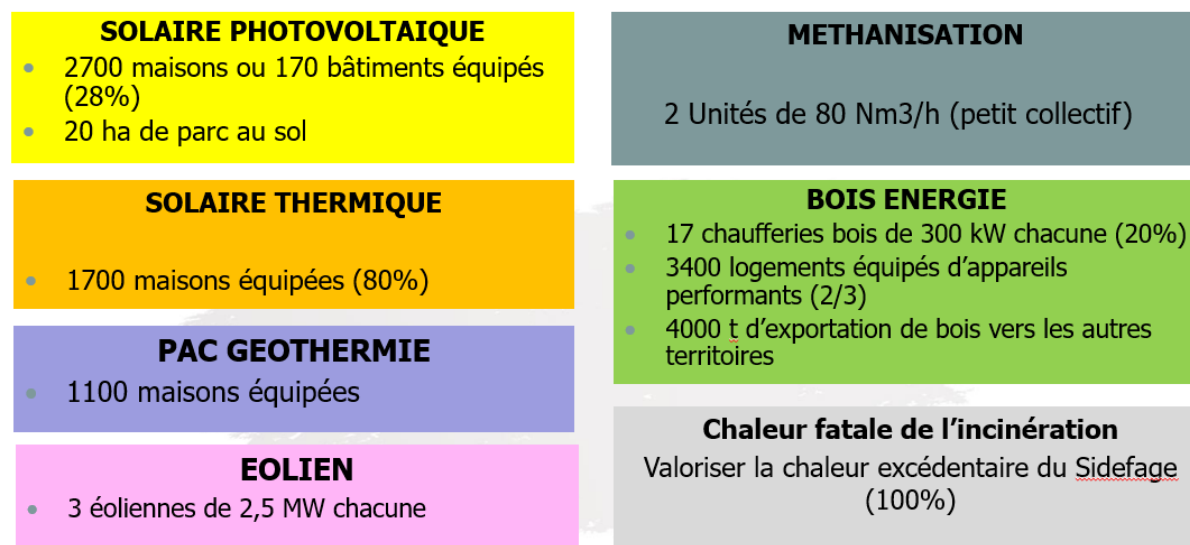 SOLAIRE PHOTOVOLTAIQUE
• 2700 maisons ou 170 bâtiments équipés
(28%)
• 20 ha de parc au sol
SOLAIRE THERMIQUE
• 1700 maisons équipées (80%)
PAC GEOTHERMIE
• 1100 maisons équipées
EOLIEN
• 3 éoliennes de 2,5 MW chacune
METHANISATION
2 Unités de 80 Nm3/h (petit collectif)
BOIS ENERGIE
• 17 chaufferies bois de 300 kW chacune (20%)
• 3400 logements équipés d’appareils
performants (2/3)
• 4000 t d’exportation de bois vers les autres
territoires
Chaleur fatale de l’incinération
Valoriser la chaleur excédentaire du Sidefage
(100%)